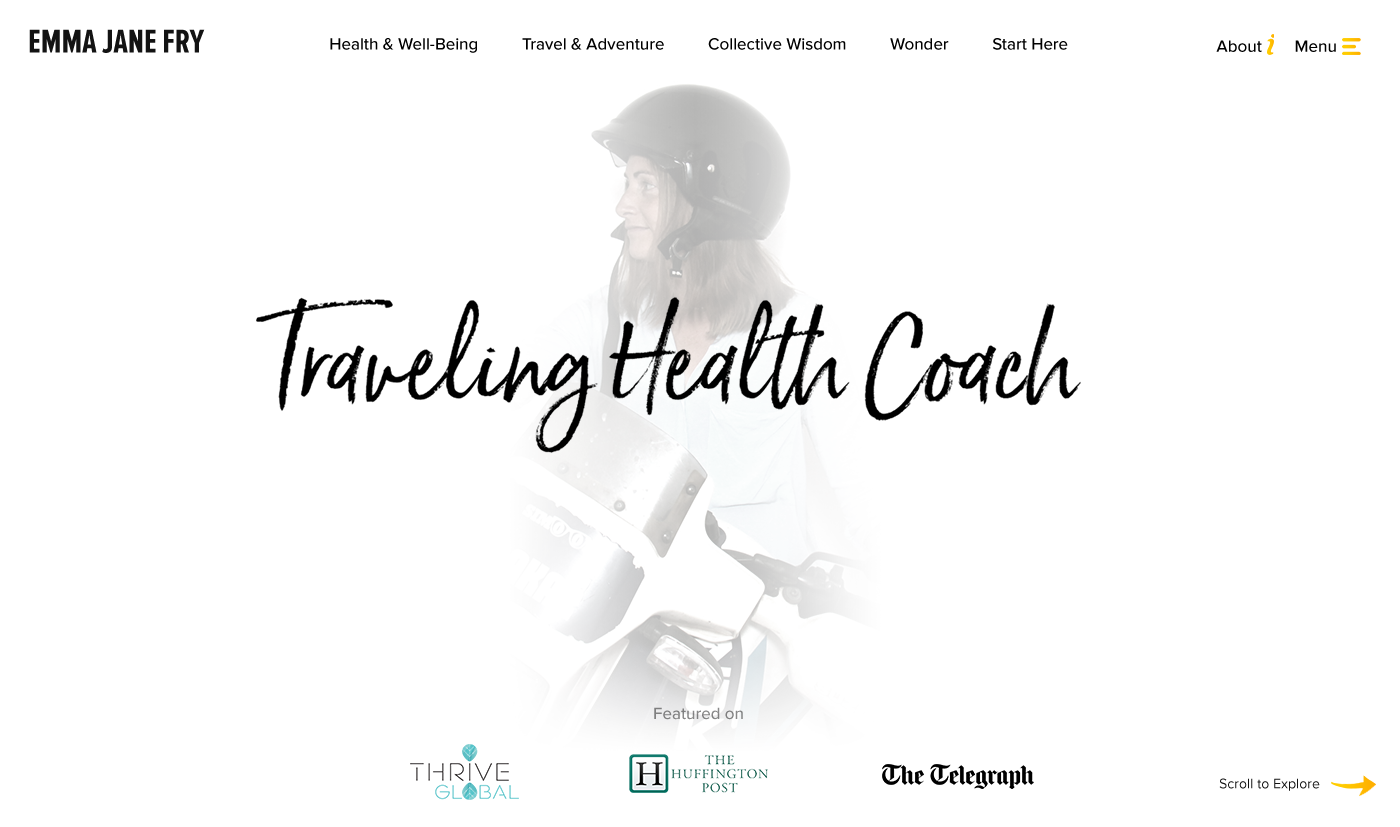 EMMA JANE FRY
Health & Well-Being
Travel & Adventure
Collective Wisdom
Wonder
Start Here
About i
Menu
Traveling Health Coach
Featured on
THRIVE
GLOBAL
H
THE
HUFFINGTON
POST
The Telegraph
Scroll to Explore